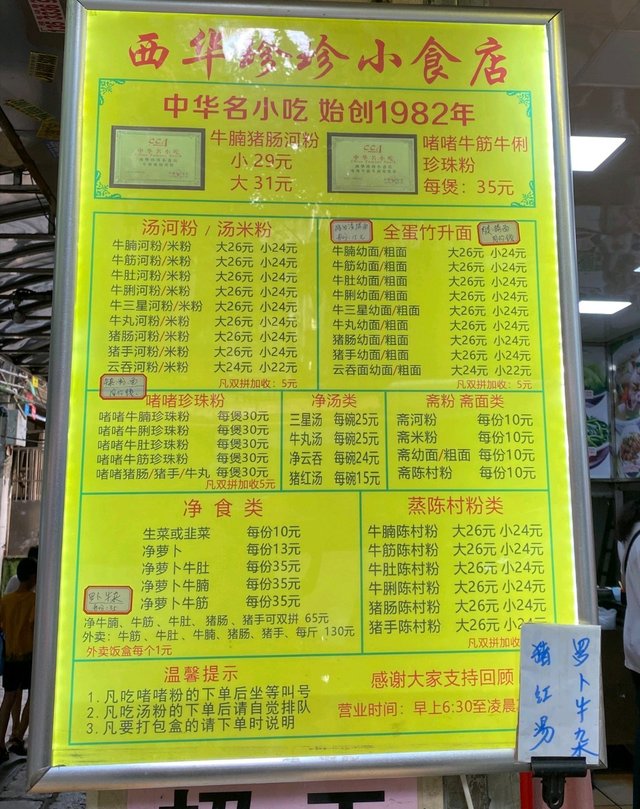 西华珍珍小食店
中华名小吃 始创1982年
牛腩猪肠河粉
小 29元
大 31元
啫啫牛筋牛俐
珍珠粉
每煲：35元
中华名小吃
中华名小吃
汤河粉 / 汤米粉
牛腩河粉/米粉 大26元 小24元
牛筋河粉/米粉 大26元 小24元
牛肚河粉/米粉 大26元 小24元
牛脷河粉/米粉 大26元 小24元
牛三星河粉/米粉 大26元 小24元
牛丸河粉/米粉 大26元 小24元
猪肠河粉/米粉 大26元 小24元
猪手河粉/米粉 大26元 小24元
云吞河粉/米粉 大24元 小22元
凡双拼加收：5元
全蛋竹升面
牛腩幼面/粗面 大26元 小24元
牛筋幼面/粗面 大26元 小24元
牛肚幼面/粗面 大26元 小24元
牛脷幼面/粗面 大26元 小24元
牛三星幼面/粗面 大26元 小24元
牛丸幼面/粗面 大26元 小24元
猪肠幼面/粗面 大26元 小24元
猪手幼面/粗面 大26元 小24元
云吞面幼面/粗面 大24元 小22元
凡双拼加收：5元
啫啫珍珠粉
啫啫牛腩珍珠粉 每煲30元
啫啫牛脷珍珠粉 每煲30元
啫啫牛肚珍珠粉 每煲30元
啫啫牛筋珍珠粉 每煲30元
啫啫猪肠/猪手/牛丸 每煲30元
凡双拼加收5元
净汤类
三星汤 每碗25元
牛丸汤 每碗25元
净云吞 每碗24元
猪红汤 每碗15元
斋粉 斋面类
斋河粉 每份10元
斋米粉 每份10元
斋幼面/粗面 每份10元
斋陈村粉 每份10元
净食类
生菜或韭菜 每份10元
净萝卜 每份13元
净萝卜牛肚 每份35元
净萝卜牛腩 每份35元
净萝卜牛筋 每份35元
净牛腩、牛筋、牛肚、猪肠、猪手可双拼 65元
外卖：牛筋、牛肚、牛腩、猪肠、猪手、每斤 130元
外卖饭盒每个1元
蒸陈村粉类
牛腩陈村粉 大26元 小24元
牛筋陈村粉 大26元 小24元
牛肚陈村粉 大26元 小24元
牛脷陈村粉 大26元 小24元
猪肠陈村粉 大26元 小24元
猪手陈村粉 大26元 小24元
凡双拼加收
温馨提示
1. 凡吃啫啫粉的下单后坐等叫号
2. 凡吃汤粉的下单后请自觉排队
3. 凡要打包盒的请下单时说明
感谢大家支持回顾
营业时间：早上6:30至凌晨
萝卜牛杂
猪红汤